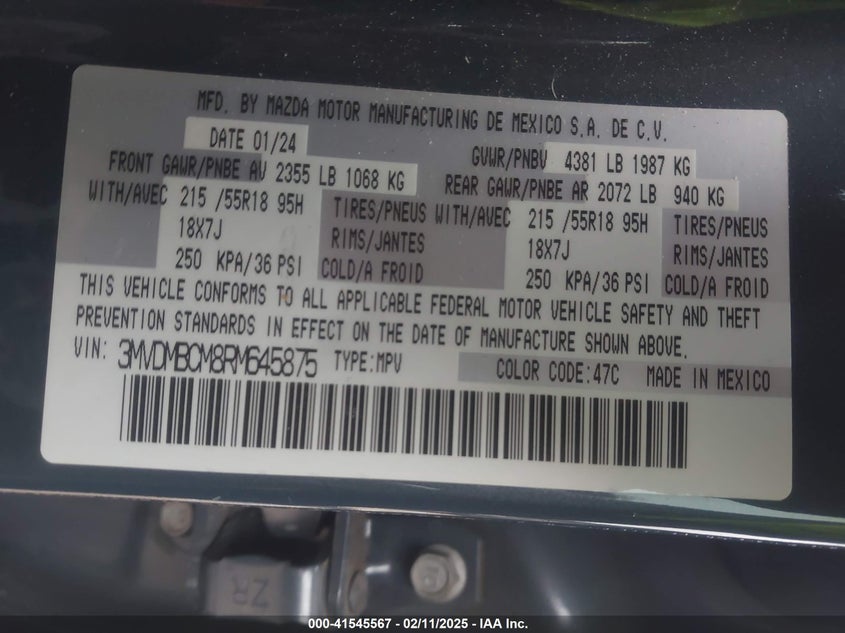 MFD. BY MAZDA MOTOR MANUFACTURING DE MEXICO S.A. DE C.V.
DATE 01/24 GVWR/PNBV 4381 LB 1987 KG
FRONT GAWR/PNBE AV 2355 LB 1068 KG REAR GAWR/PNBE AR 2072 LB 940 KG
WITH/AVEC 215 /55R18 95H TIRES/PNEUS WITH/AVEC 215 /55R18 95H TIRES/PNEUS
18X7J RIMS/JANTES 18X7J RIMS/JANTES
250 KPA/36 PSI COLD/A FROID 250 KPA/36 PSI COLD/A FROID
THIS VEHICLE CONFORMS TO ALL APPLICABLE FEDERAL MOTOR VEHICLE SAFETY AND THEFT
PREVENTION STANDARDS IN EFFECT ON THE DATE OF MANUFACTURE SHOWN ABOVE.
VIN: 3MVDMBCM8RM645875 TYPE:MPV COLOR CODE:47C MADE IN MEXICO
ZR
000-41545567 - 02/11/2025 - IAA Inc.